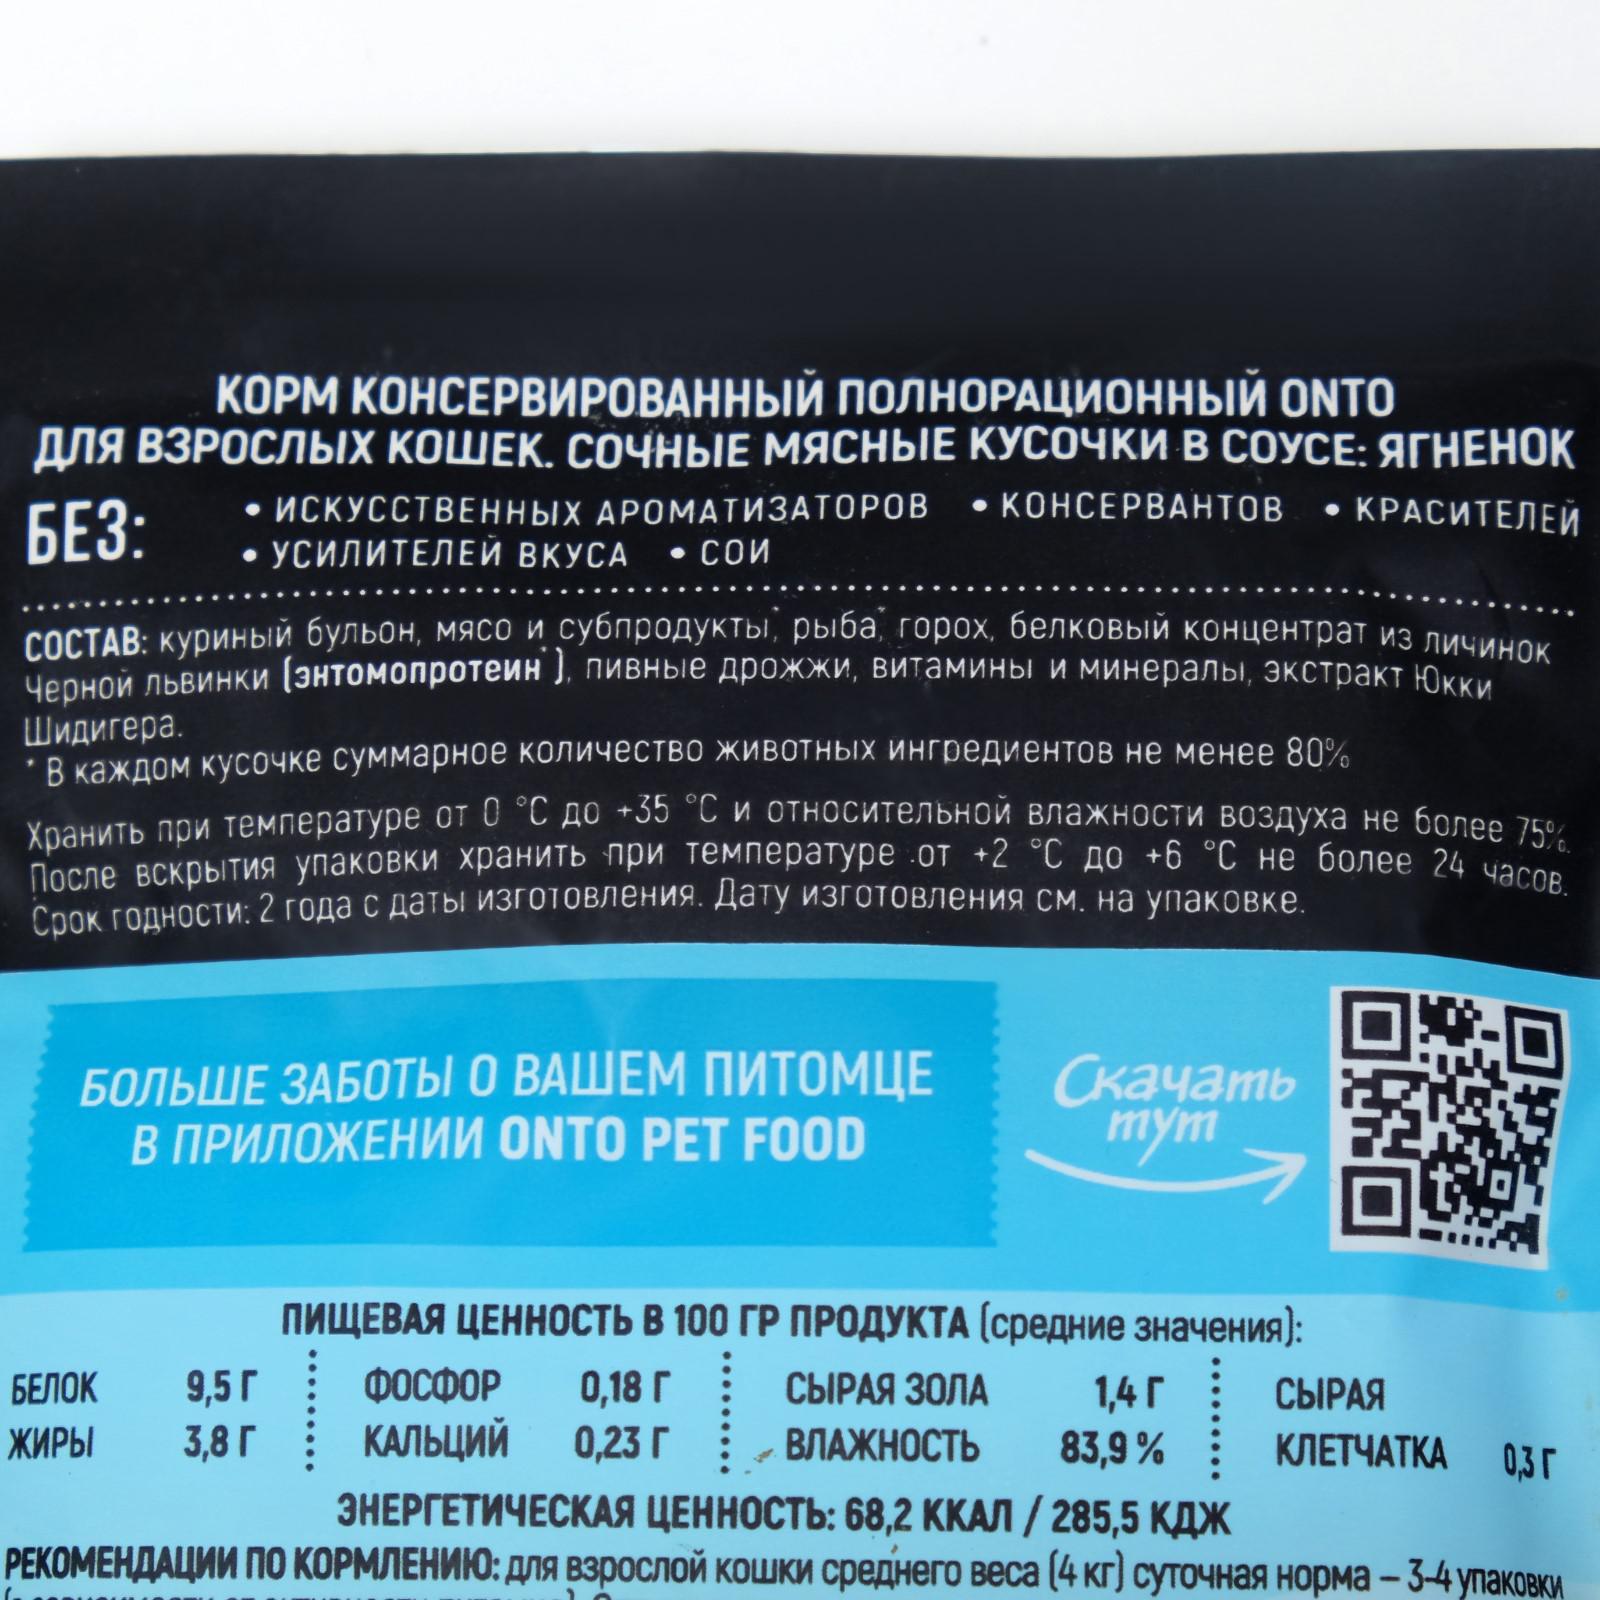 КОРМ КОНСЕРВИРОВАННЫЙ ПОЛНОРАЦИОННЫЙ ONTO
ДЛЯ ВЗРОСЛЫХ КОШЕК. СОЧНЫЕ МЯСНЫЕ КУСОЧКИ В СОУСЕ: ЯГНЕНОК
БЕЗ: • ИСКУССТВЕННЫХ АРОМАТИЗАТОРОВ • КОНСЕРВАНТОВ • КРАСИТЕЛЕЙ
• УСИЛИТЕЛЕЙ ВКУСА • СОИ
СОСТАВ: куриный бульон, мясо и субпродукты*, рыба*, горох, белковый концентрат из личинок
Черной львинки (энтомопротеин*), пивные дрожжи, витамины и минералы, экстракт Юкки
Шидигера.
* В каждом кусочке суммарное количество животных ингредиентов не менее 80%
Хранить при температуре от 0 °C до +35 °C и относительной влажности воздуха не более 75%.
После вскрытия упаковки хранить при температуре от +2 °C до +6 °C не более 24 часов.
Срок годности: 2 года с даты изготовления. Дату изготовления см. на упаковке.
БОЛЬШЕ ЗАБОТЫ О ВАШЕМ ПИТОМЦЕ
В ПРИЛОЖЕНИИ ONTO PET FOOD
Скачать
тут
ПИЩЕВАЯ ЦЕННОСТЬ В 100 ГР ПРОДУКТА (средние значения):
БЕЛОК 9,5 Г ФОСФОР 0,18 Г СЫРАЯ ЗОЛА 1,4 Г СЫРАЯ
ЖИРЫ 3,8 Г КАЛЬЦИЙ 0,23 Г ВЛАЖНОСТЬ 83,9 % КЛЕТЧАТКА 0,3 Г
ЭНЕРГЕТИЧЕСКАЯ ЦЕННОСТЬ: 68,2 ККАЛ / 285,5 КДЖ
РЕКОМЕНДАЦИИ ПО КОРМЛЕНИЮ: для взрослой кошки среднего веса (4 кг) суточная норма – 3-4 упаковки